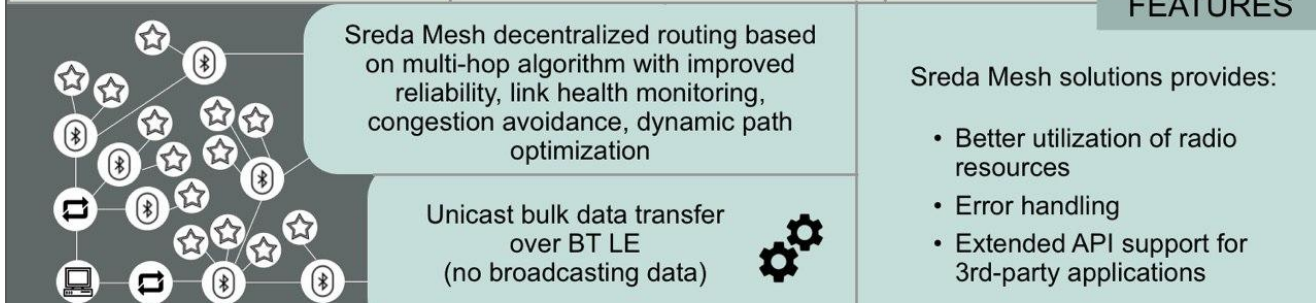 FEATURES
Sreda Mesh decentralized routing based
on multi-hop algorithm with improved
reliability, link health monitoring,
congestion avoidance, dynamic path
optimization
Unicast bulk data transfer
over BT LE
(no broadcasting data)
Sreda Mesh solutions provides:
• Better utilization of radio
resources
• Error handling
• Extended API support for
3rd-party applications